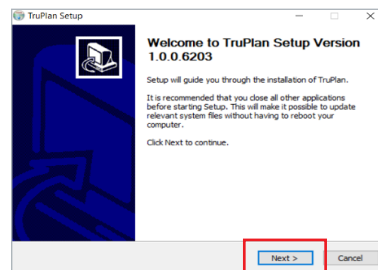 TruPlan Setup
Welcome to TruPlan Setup Version
1.0.0.6203
Setup will guide you through the installation of TruPlan.
It is recommended that you close all other applications
before starting Setup. This will make it possible to update
relevant system files without having to reboot your
computer.
Click Next to continue.
Next >
Cancel